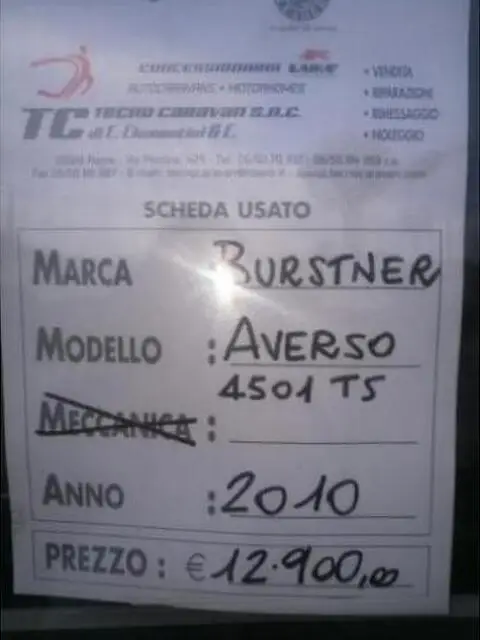 CONCESSIONARIO
AUTOCARAVANS • MOTORHOMES
TC TECNO CARAVAN S.A.C.
• VENDITA
• RIPARAZIONI
• RIMESSAGGIO
• NOLEGGIO
SCHEDA USATO
MARCA BURSTNER
MODELLO : AVERSO
4501 TS
MECCANICA :
ANNO : 2010
PREZZO : € 12.900,00